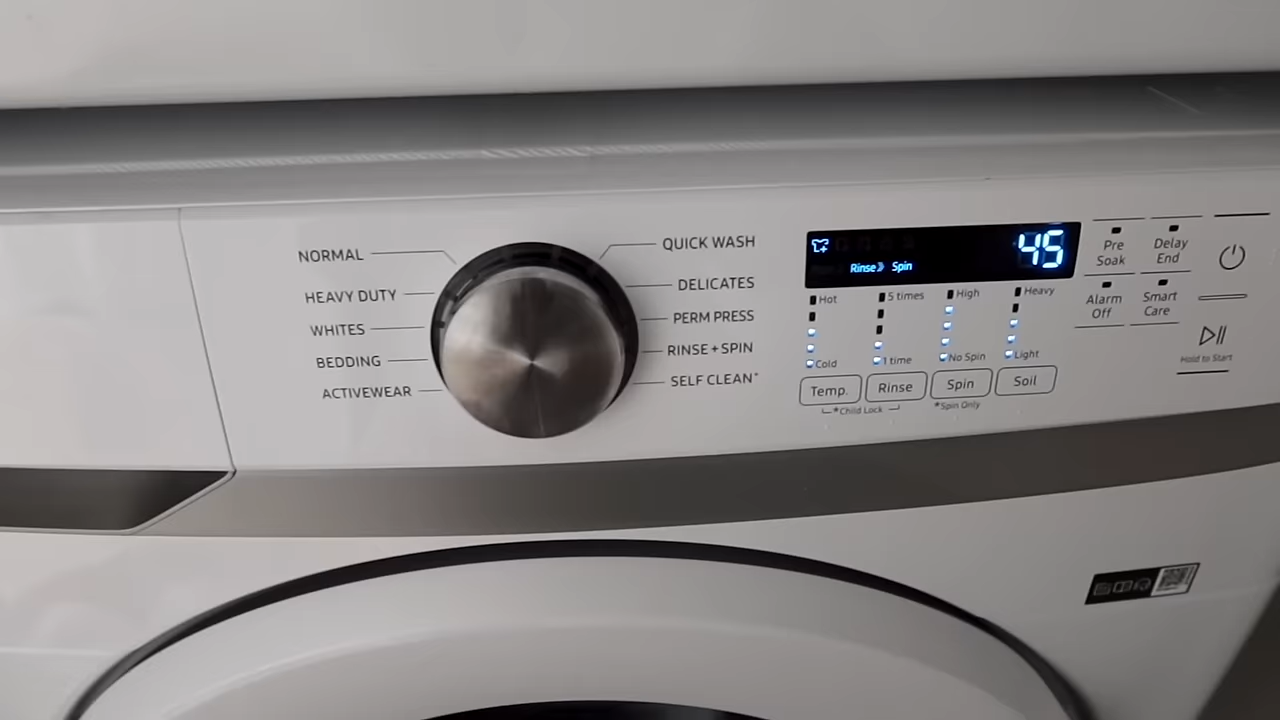 NORMAL
HEAVY DUTY
WHITES
BEDDING
ACTIVEWEAR
QUICK WASH
DELICATES
PERM PRESS
RINSE + SPIN
SELF CLEAN+
Rinse Spin
45
Hot
5 times
High
Heavy
Cold
1 time
No Spin
Light
Temp.
Rinse
Spin
Soil
*Child Lock
*Spin Only
Pre Soak
Delay End
Alarm Off
Smart Care
Hold to Start